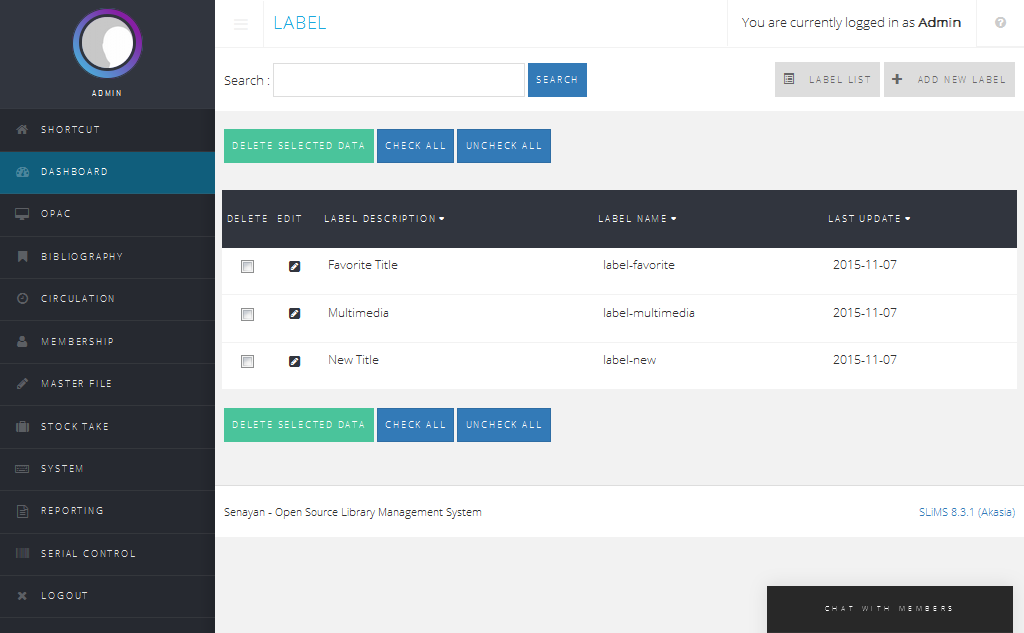 ADMIN
SHORTCUT
DASHBOARD
OPAC
BIBLIOGRAPHY
CIRCULATION
MEMBERSHIP
MASTER FILE
STOCK TAKE
SYSTEM
REPORTING
SERIAL CONTROL
LOGOUT
LABEL
You are currently logged in as Admin
Search :
SEARCH
LABEL LIST
ADD NEW LABEL
DELETE SELECTED DATA CHECK ALL UNCHECK ALL
DELETE EDIT LABEL DESCRIPTION LABEL NAME LAST UPDATE
Favorite Title label-favorite 2015-11-07
Multimedia label-multimedia 2015-11-07
New Title label-new 2015-11-07
DELETE SELECTED DATA CHECK ALL UNCHECK ALL
Senayan - Open Source Library Management System SLiMS 8.3.1 (Akasia)
CHAT WITH MEMBERS